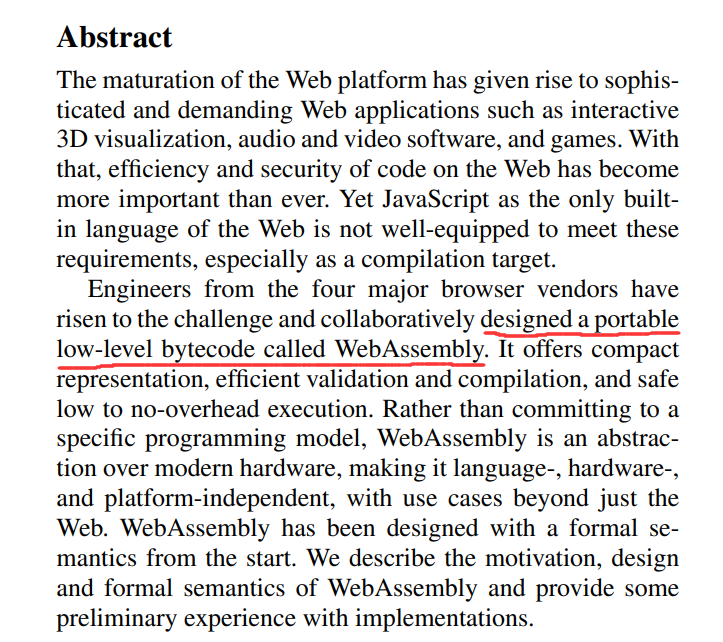 Abstract
The maturation of the Web platform has given rise to sophis-
ticated and demanding Web applications such as interactive
3D visualization, audio and video software, and games. With
that, efficiency and security of code on the Web has become
more important than ever. Yet JavaScript as the only built-
in language of the Web is not well-equipped to meet these
requirements, especially as a compilation target.
Engineers from the four major browser vendors have
risen to the challenge and collaboratively designed a portable
low-level bytecode called WebAssembly. It offers compact
representation, efficient validation and compilation, and safe
low to no-overhead execution. Rather than committing to a
specific programming model, WebAssembly is an abstrac-
tion over modern hardware, making it language-, hardware-,
and platform-independent, with use cases beyond just the
Web. WebAssembly has been designed with a formal se-
mantics from the start. We describe the motivation, design
and formal semantics of WebAssembly and provide some
preliminary experience with implementations.